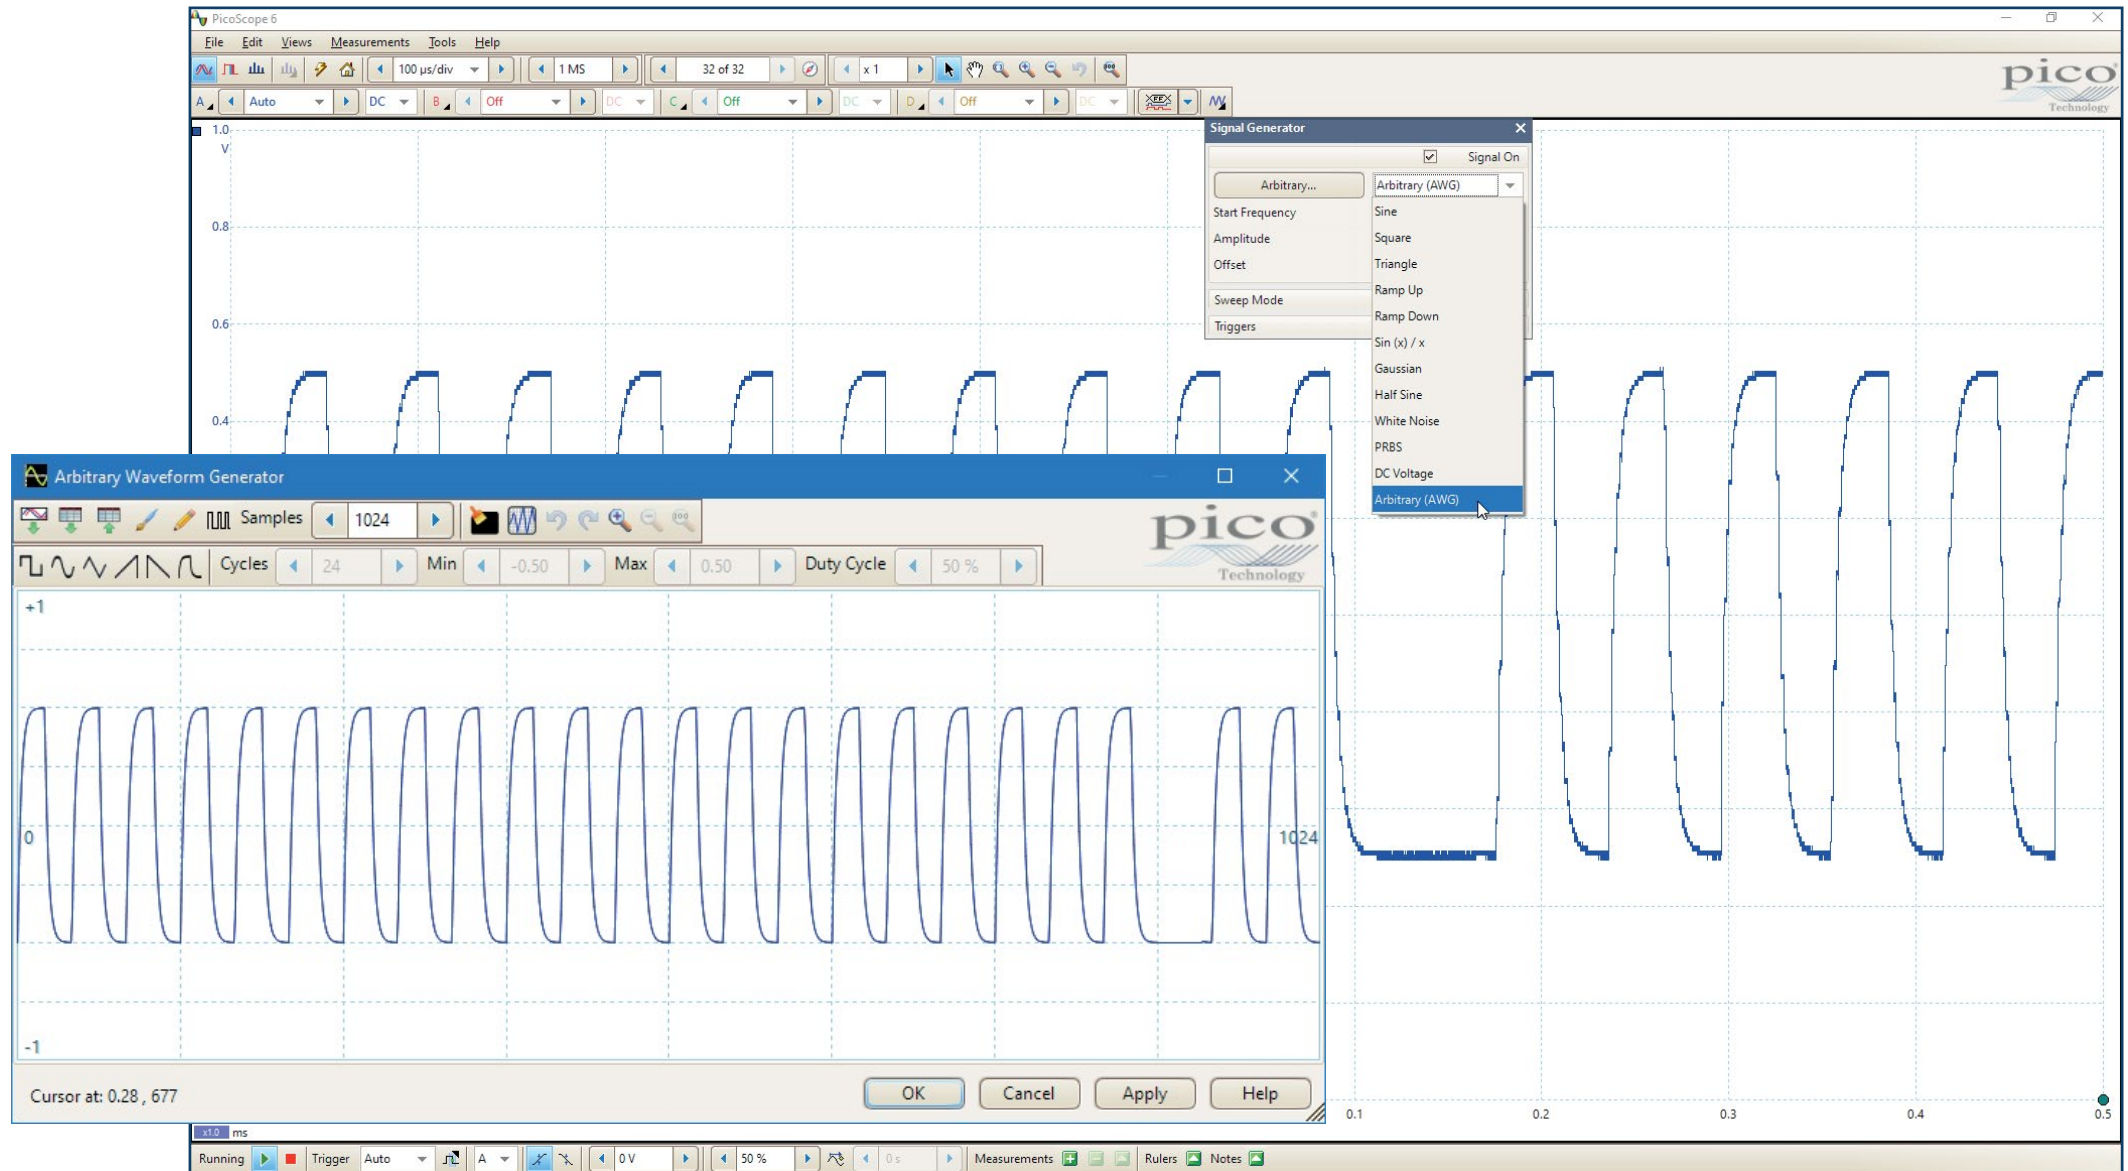 PicoScope 6
File Edit Views Measurements Tools Help
100 µs/div 1 MS 32 of 32 x 1
pico
Technology
A Auto DC B Off DC C Off DC D Off DC
1.0
V
0.8
0.6
0.4
Signal Generator
Signal On
Arbitrary... Arbitrary (AWG)
Start Frequency
Amplitude
Offset
Sweep Mode
Triggers
Sine
Square
Triangle
Ramp Up
Ramp Down
Sin (x) / x
Gaussian
Half Sine
White Noise
PRBS
DC Voltage
Arbitrary (AWG)
Arbitrary Waveform Generator
Samples 1024
pico
Technology
Cycles 24 Min -0.50 Max 0.50 Duty Cycle 50 %
+1
0
1024
-1
Cursor at: 0.28 , 677
OK Cancel Apply Help
0.1 0.2 0.3 0.4 0.5
x1.0 ms
Running Trigger Auto A 0 V 50 % 0 s Measurements Rulers Notes